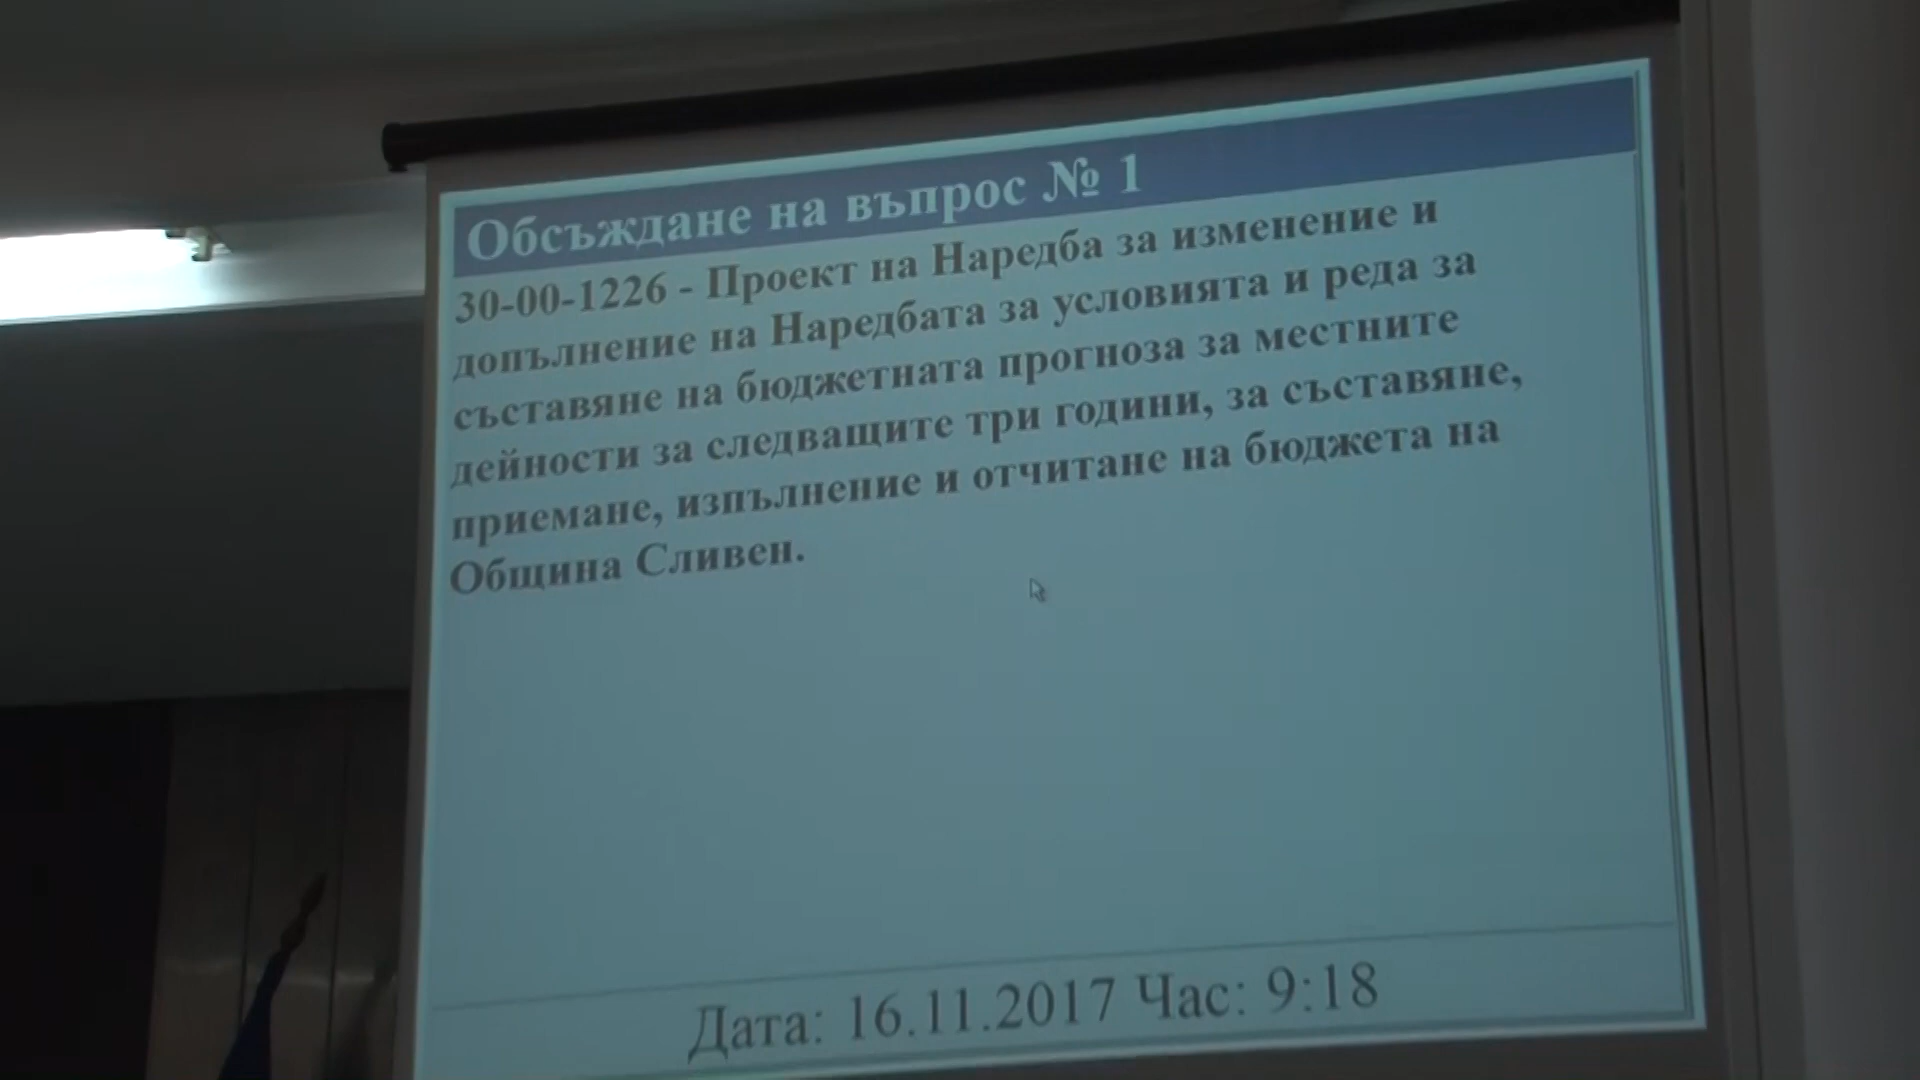 Обсъждане на въпрос № 1
30-00-1226 - Проект на Наредба за изменение и
допълнение на Наредбата за условията и реда за
съставяне на бюджетната прогноза за местните
дейности за следващите три години, за съставяне,
приемане, изпълнение и отчитане на бюджета на
Община Сливен.
Дата: 16.11.2017 Час: 9:18